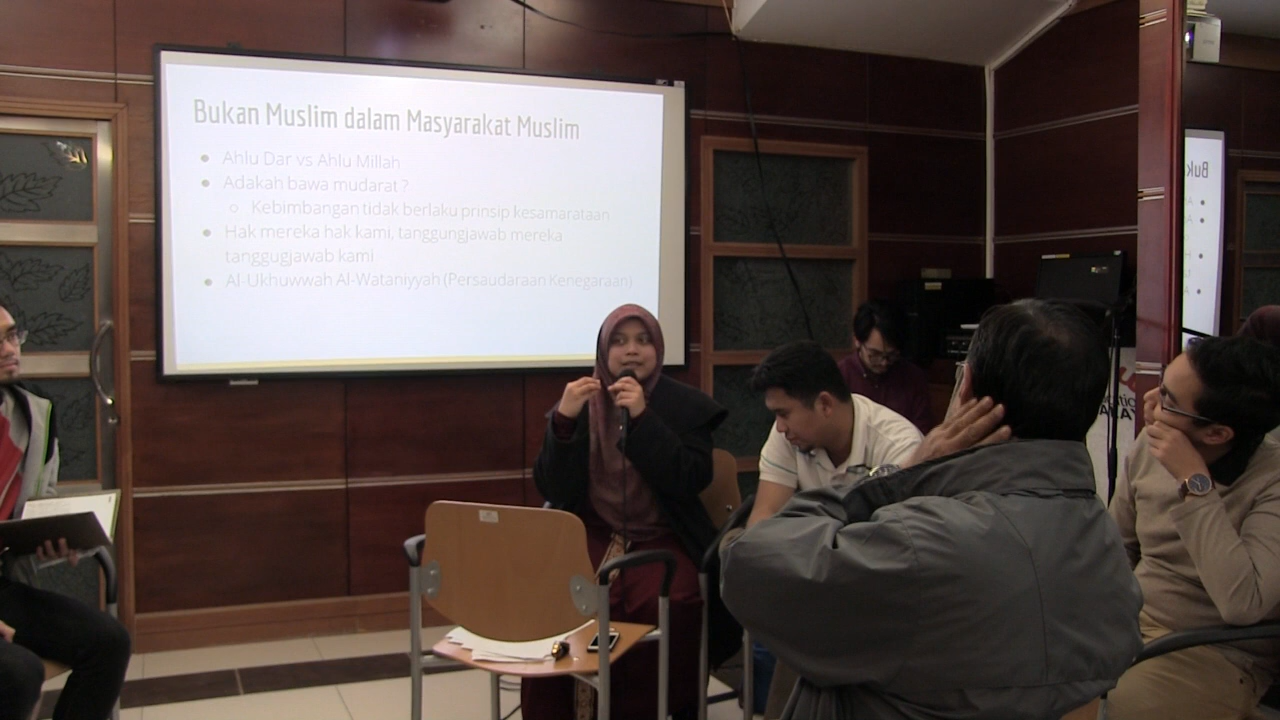 Bukan Muslim dalam Masyarakat Muslim
Ahlu Dar vs Ahlu Millah
Adakah bawa mudarat ?
Kebimbangan tidak berlaku prinsip kesamarataan
Hak mereka hak kami, tanggungjawab mereka
tanggugjawab kami
Al-Ukhuwwah Al-Wataniyyah (Persaudaraan Kenegaraan)